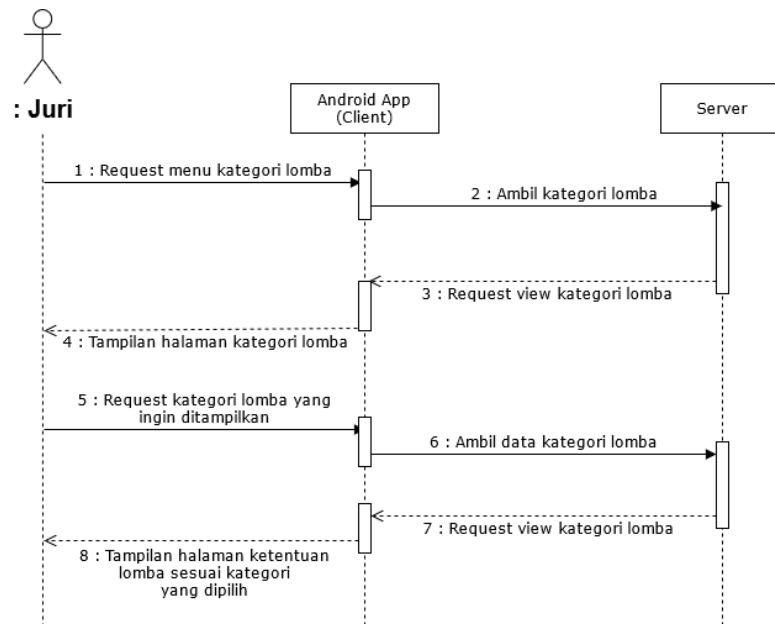 : Juri
Android App
(Client)
Server
1 : Request menu kategori lomba
2 : Ambil kategori lomba
3 : Request view kategori lomba
4 : Tampilan halaman kategori lomba
5 : Request kategori lomba yang
ingin ditampilkan
6 : Ambil data kategori lomba
7 : Request view kategori lomba
8 : Tampilan halaman ketentuan
lomba sesuai kategori
yang dipilih